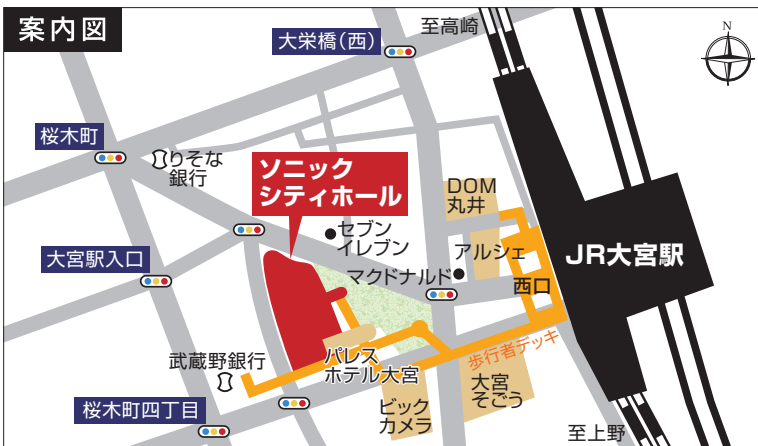 案内図
大栄橋(西)
至高崎
N
桜木町
りそな
銀行
ソニック
シティホール
DOM
丸井
セブン
イレブン
アルシェ
JR大宮駅
大宮駅入口
マクドナルド
西口
歩行者デッキ
武蔵野銀行
パレス
ホテル大宮
大宮
そごう
ビック
カメラ
桜木町四丁目
至上野